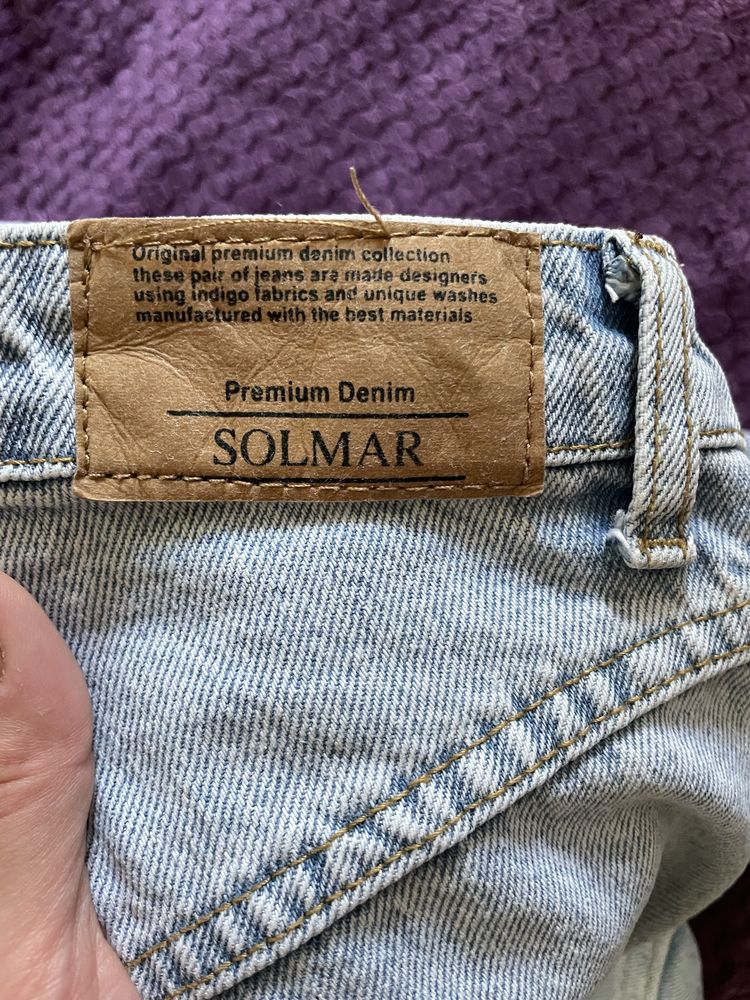 Original premium denim collection
these pair of jeans are made designers
using indigo fabrics and unique washes
manufactured with the best materials
Premium Denim
SOLMAR